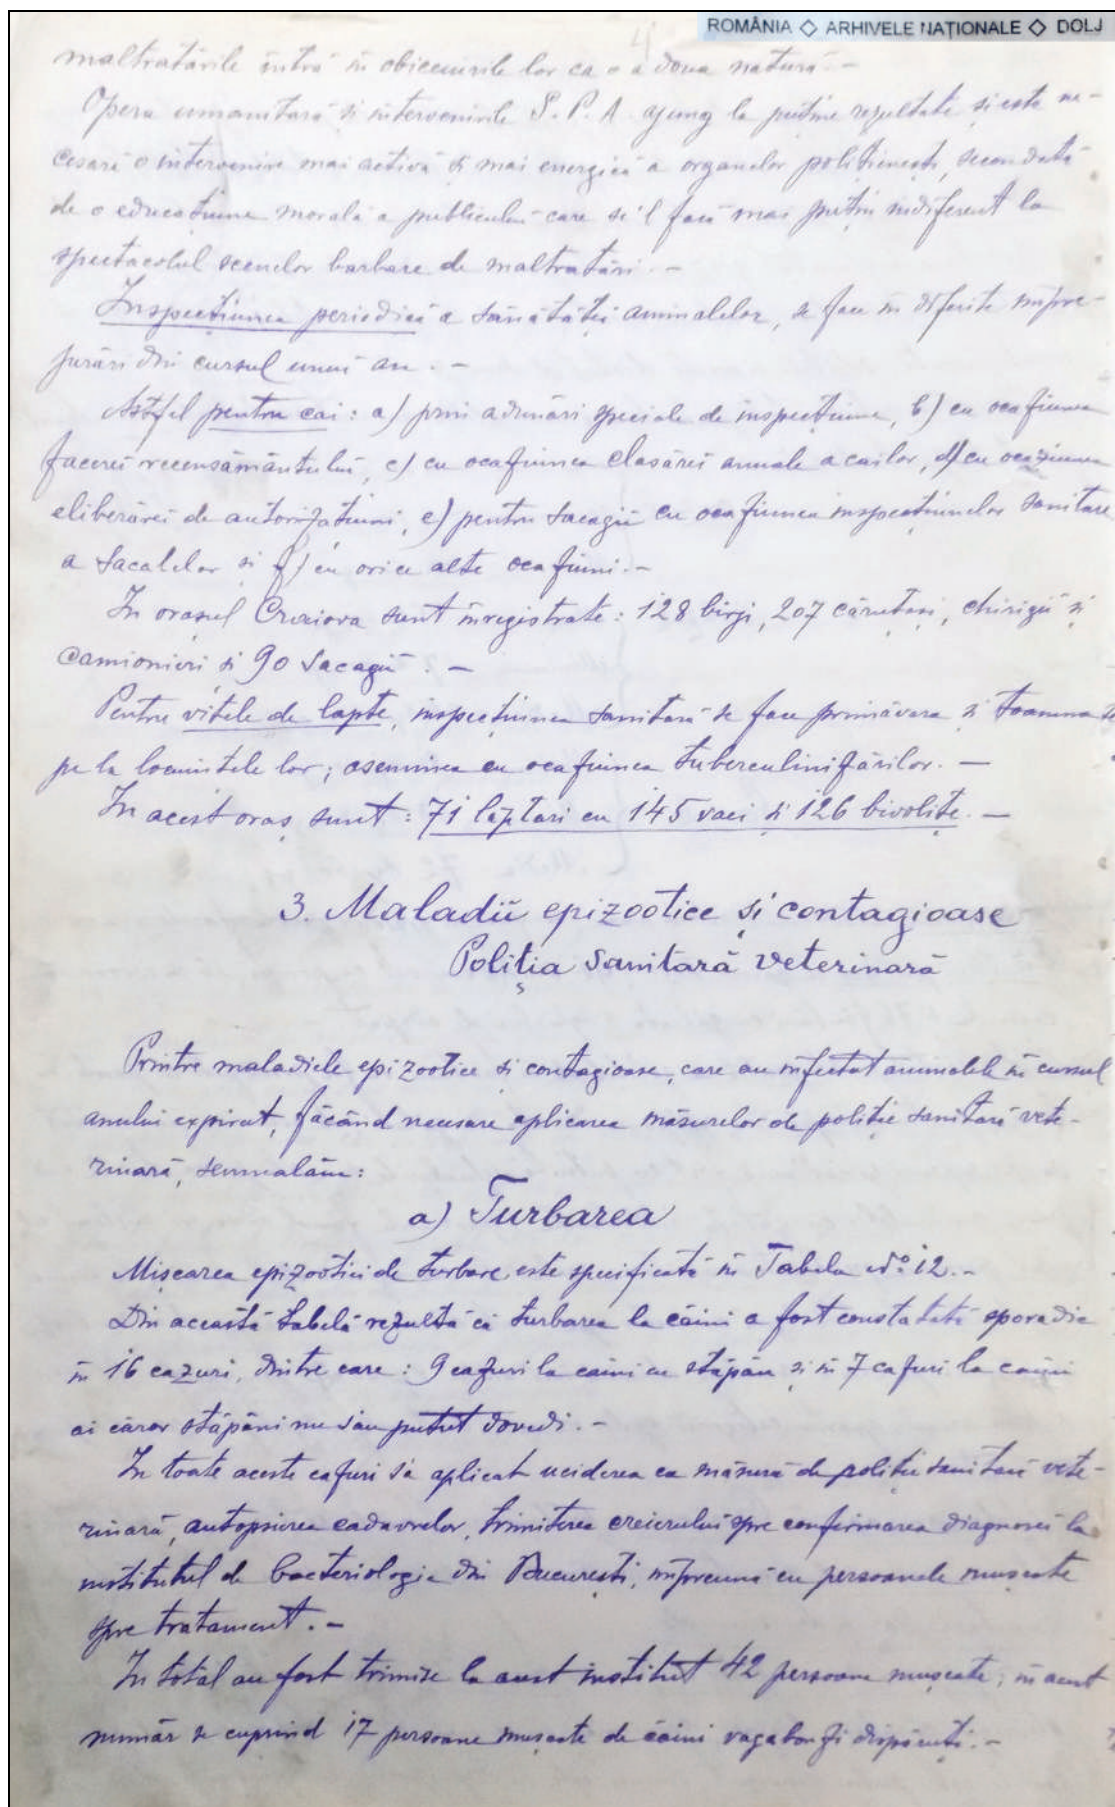 ROMÂNIA ◇ ARHIVELE NAȚIONALE ◇ DOLJ
maltratările intră în obiceiurile lor ca o a doua natură. —
Opera umanitară și intervenirile S. P. A. ajung la puține rezultate și este ne-
cesară o intervenire mai activă și mai energică a organelor polițienești, secondată
de o educațiune morală a publicului care să'l facă mai puțin indiferent la
spectacolul scenelor barbare de maltratări. —
Inspecțiunea periodică a sănătăței animalelor, se face în diferite împre-
jurări din cursul unui an. —
Astfel pentru cai: a) prin adunări speciale de inspecțiune, b) cu ocaziunea
facerei recensământului, c) cu ocaziunea clasărei anuale a cailor, d) cu ocaziunea
eliberărei de autorizațiuni, e) pentru sacagii cu ocaziunea inspecțiunelor sanitare
a sacalelor și f) cu orice alte ocaziuni. —
In orașul Craiova sunt înregistrate: 128 birji, 207 cărutași, chirigii și
camionieri și 90 sacagii. —
Pentru vitele de lapte, inspecțiunea sanitară se face primăvara și toamna
pe la locuințele lor; asemenea cu ocaziunea tuberculinizărilor. —
In acest oraș sunt: 71 lăptari cu 145 vaci și 126 bivolițe. —
3. Maladii epizootice și contagioase
Poliția sanitară veterinară
Printre maladiele epizootice și contagioase, care au infectat animalele în cursul
anului expirat, făcând necesare aplicarea măsurelor de poliție sanitară vete-
rinară, semnalăm:
a) Turbarea
Mișcarea epizootiei de turbare este specificată în Tabela No 12. —
Din această tabelă rezultă că turbarea la câini a fost constatată sporadic
în 16 cazuri, dintre care: 9 cazuri la caini cu stăpân și în 7 cazuri la caini
ai căror stăpâni nu s'au putut dovedi. —
In toate aceste cazuri s'a aplicat uciderea ca măsură de poliție sanitară vete-
rinară, autopsierea cadavrelor, trimiterea creierului spre confirmarea diagnozei la
institutul de bacteriologie din București, împreună cu persoanele mușcate
spre tratament. —
In total au fost trimise la acest institut 42 persoane mușcate; în acest
număr se cuprind 17 persoane mușcate de câini vagabonzi dispăruți. —